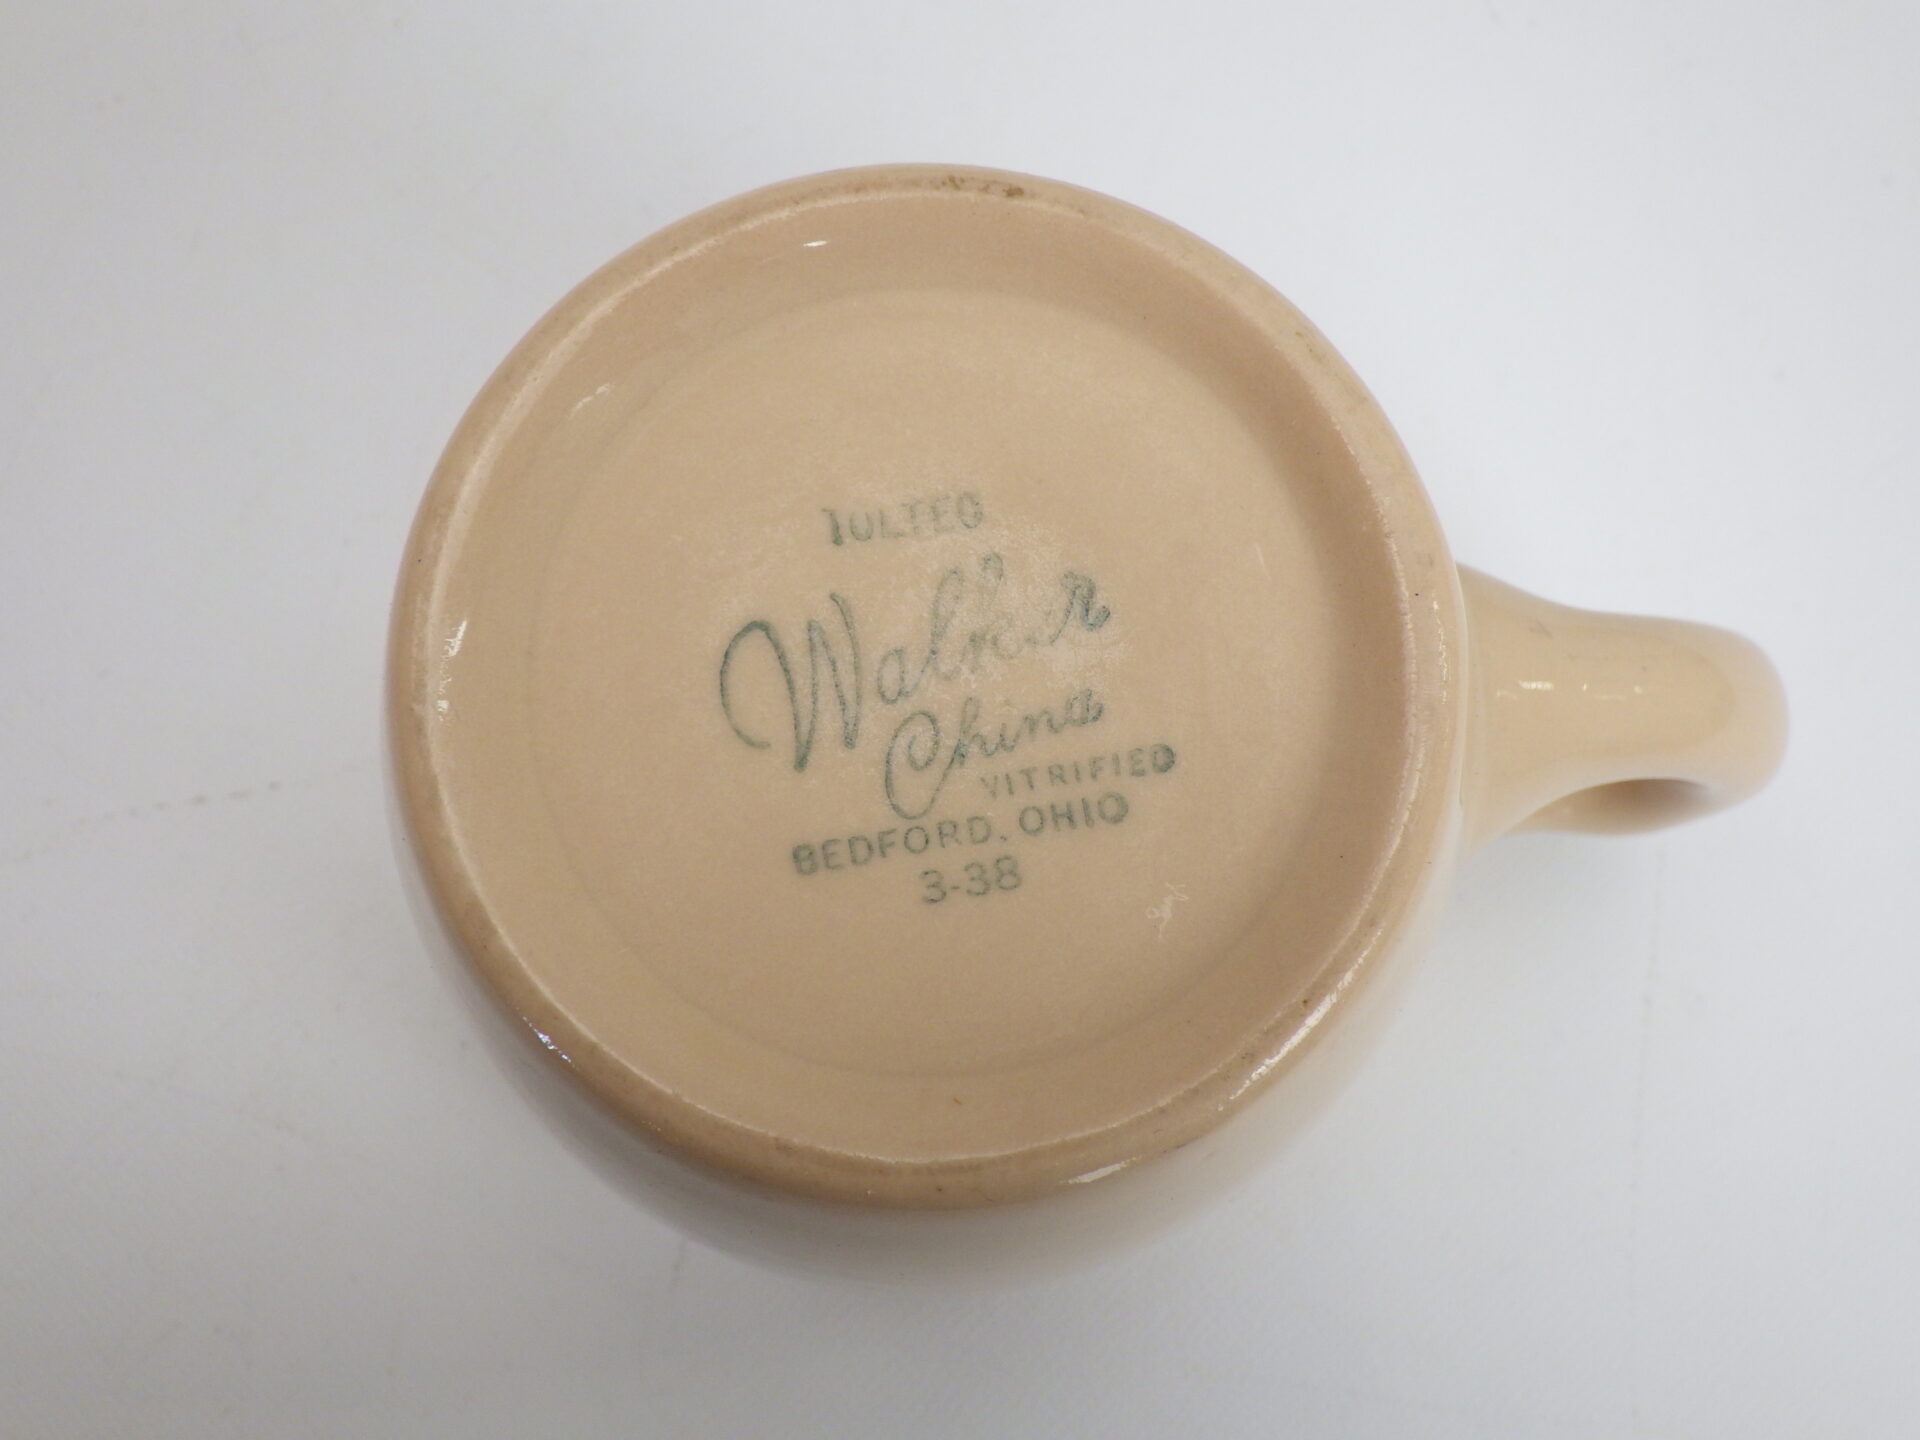 TULTEC
Walker
China
VITRIFIED
BEDFORD, OHIO
3-38